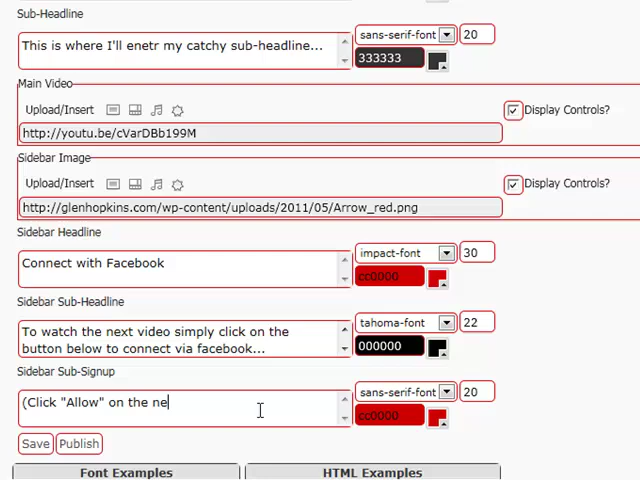 Sub-Headline
This is where I'll enetr my catchy sub-headline...
sans-serif-font
20
333333
Main Video
Upload/Insert
Display Controls?
http://youtu.be/cVarDBb199M
Sidebar Image
Upload/Insert
Display Controls?
http://glenhopkins.com/wp-content/uploads/2011/05/Arrow_red.png
Sidebar Headline
Connect with Facebook
impact-font
30
cc0000
Sidebar Sub-Headline
To watch the next video simply click on the
button below to connect via facebook...
tahoma-font
22
000000
Sidebar Sub-Signup
(Click "Allow" on the ne
sans-serif-font
20
cc0000
Save
Publish
Font Examples
HTML Examples